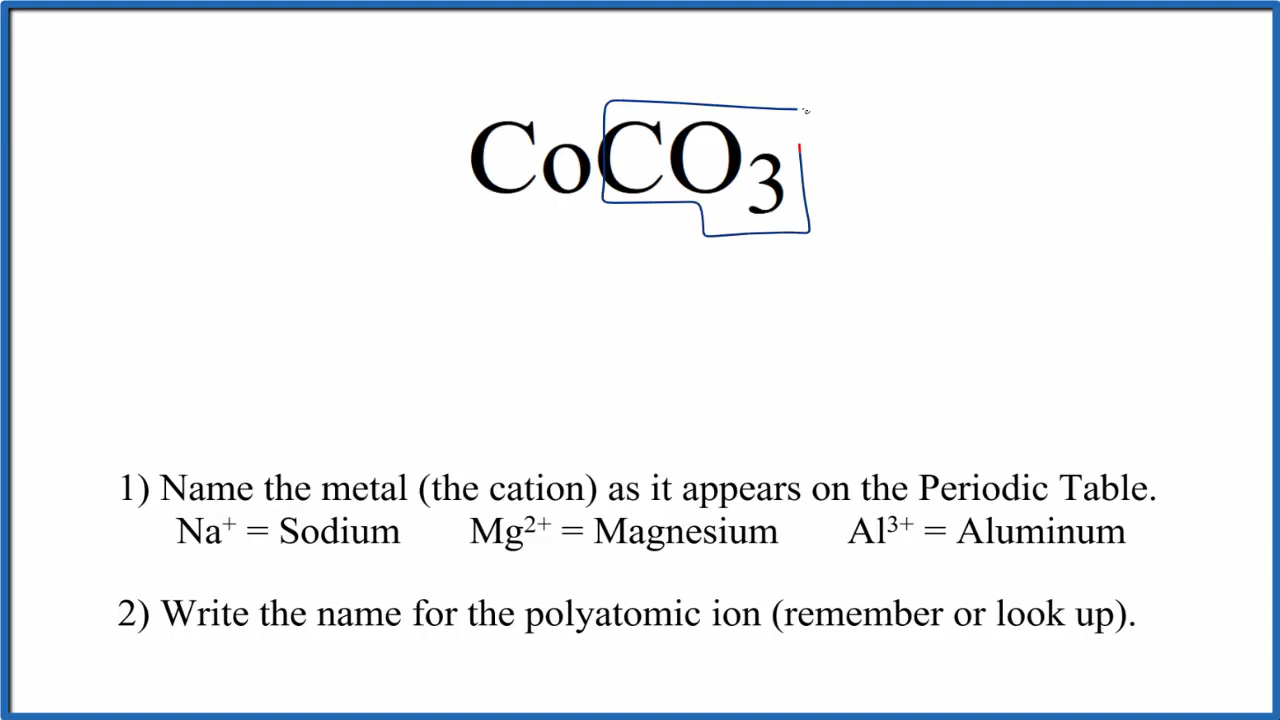 CoCO₃
1) Name the metal (the cation) as it appears on the Periodic Table.
Na⁺ = Sodium Mg²⁺ = Magnesium Al³⁺ = Aluminum
2) Write the name for the polyatomic ion (remember or look up).